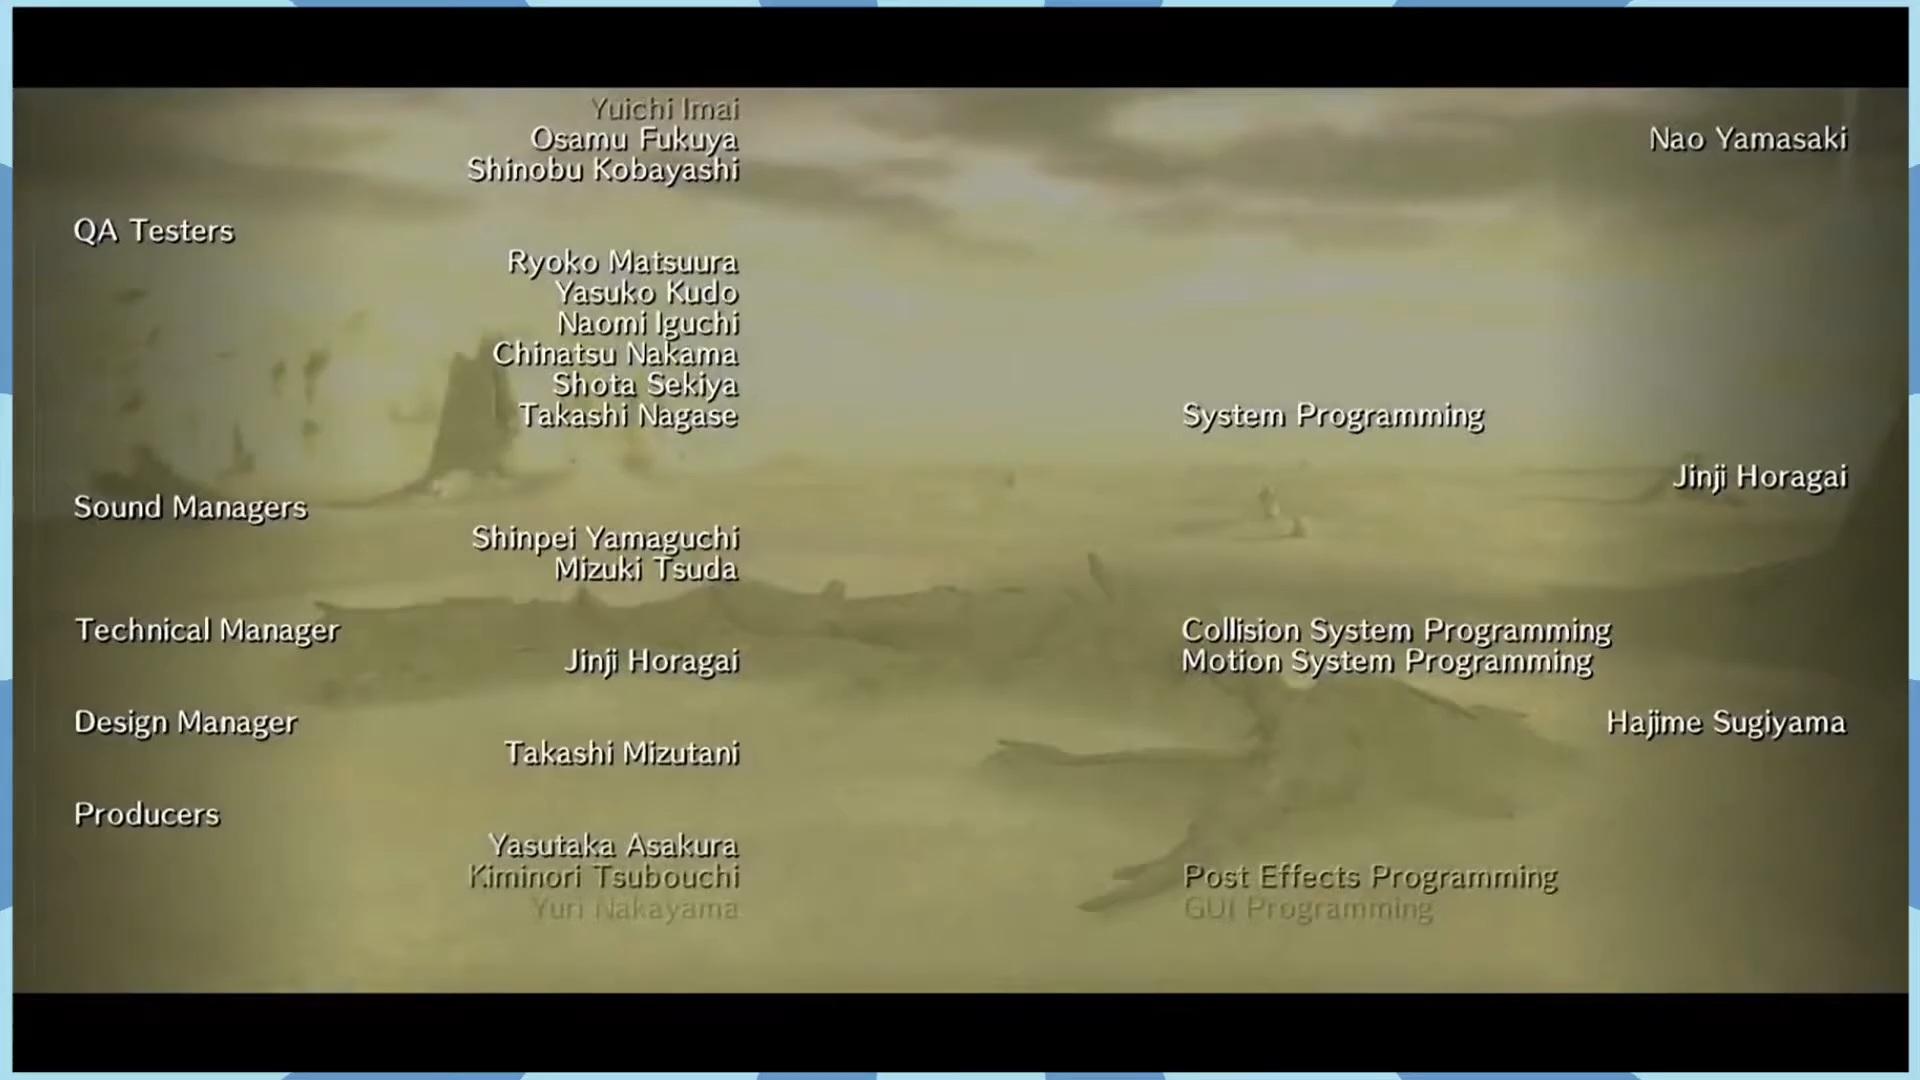 Yuichi Imai
Osamu Fukuya
Shinobu Kobayashi
QA Testers
Ryoko Matsuura
Yasuko Kudo
Naomi Iguchi
Chinatsu Nakama
Shota Sekiya
Takashi Nagase
Sound Managers
Shinpei Yamaguchi
Mizuki Tsuda
Technical Manager
Jinji Horagai
Design Manager
Takashi Mizutani
Producers
Yasutaka Asakura
Kiminori Tsubouchi
Yuri Nakayama
Nao Yamasaki
System Programming
Jinji Horagai
Collision System Programming
Motion System Programming
Hajime Sugiyama
Post Effects Programming
GUI Programming